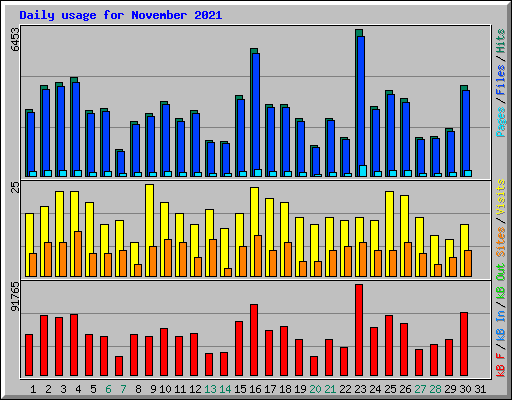 Daily usage for November 2021
6453
Pages / Files / Hits
25
Sites / Visits
91765
kB F / kB In / kB Out
1 2 3 4 5 6 7 8 9 10 11 12 13 14 15 16 17 18 19 20 21 22 23 24 25 26 27 28 29 30 31